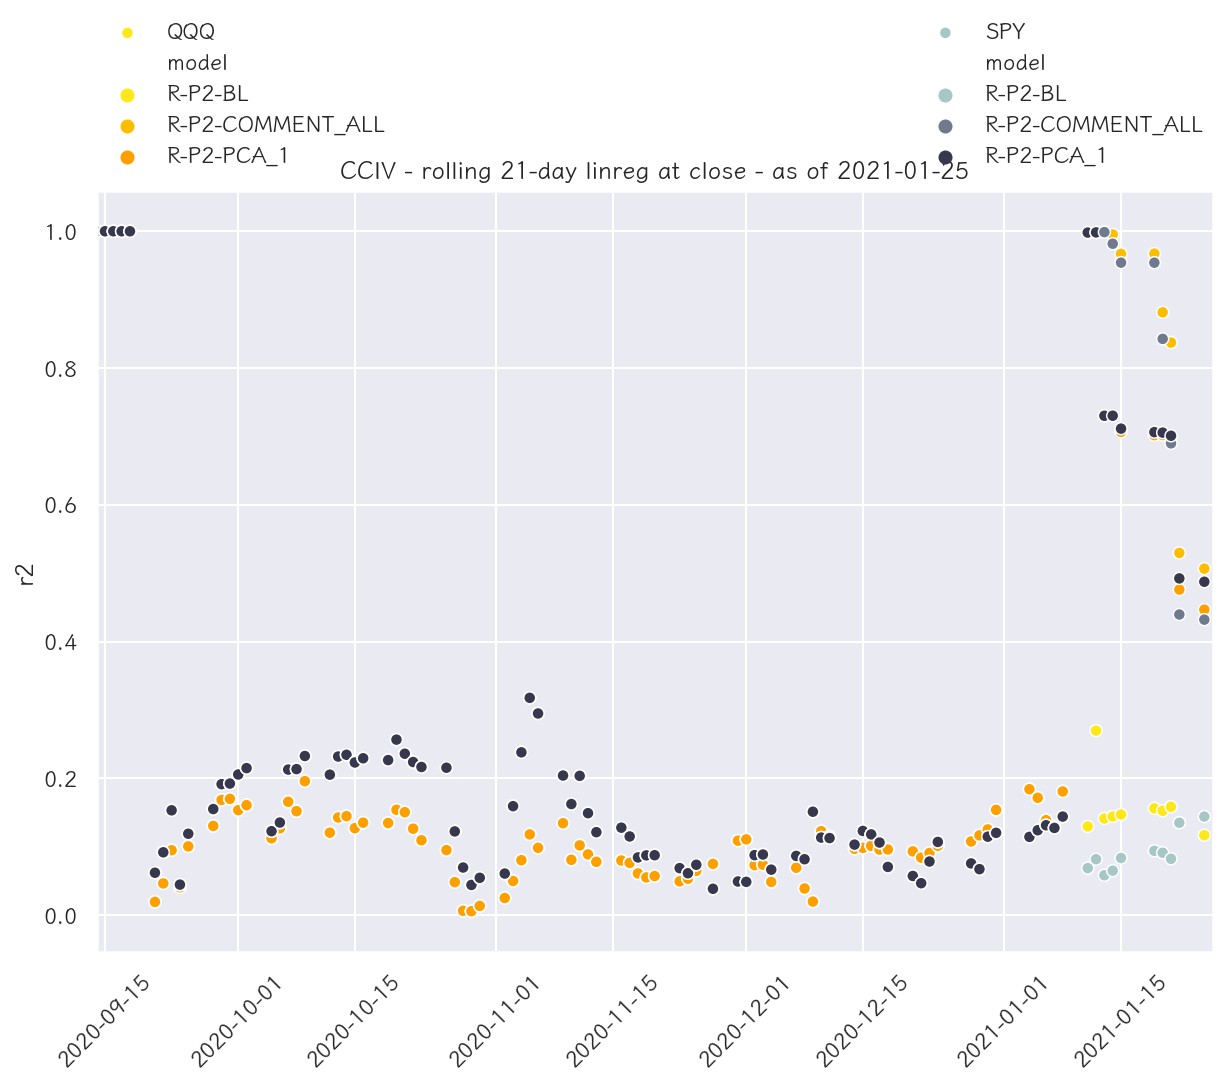 QQQ
model
R-P2-BL
R-P2-COMMENT_ALL
R-P2-PCA_1
SPY
model
R-P2-BL
R-P2-COMMENT_ALL
R-P2-PCA_1
CCIV - rolling 21-day linreg at close - as of 2021-01-25
1.0
0.8
0.6
0.4
0.2
0.0
r2
2020-09-15
2020-10-01
2020-10-15
2020-11-01
2020-11-15
2020-12-01
2020-12-15
2021-01-01
2021-01-15